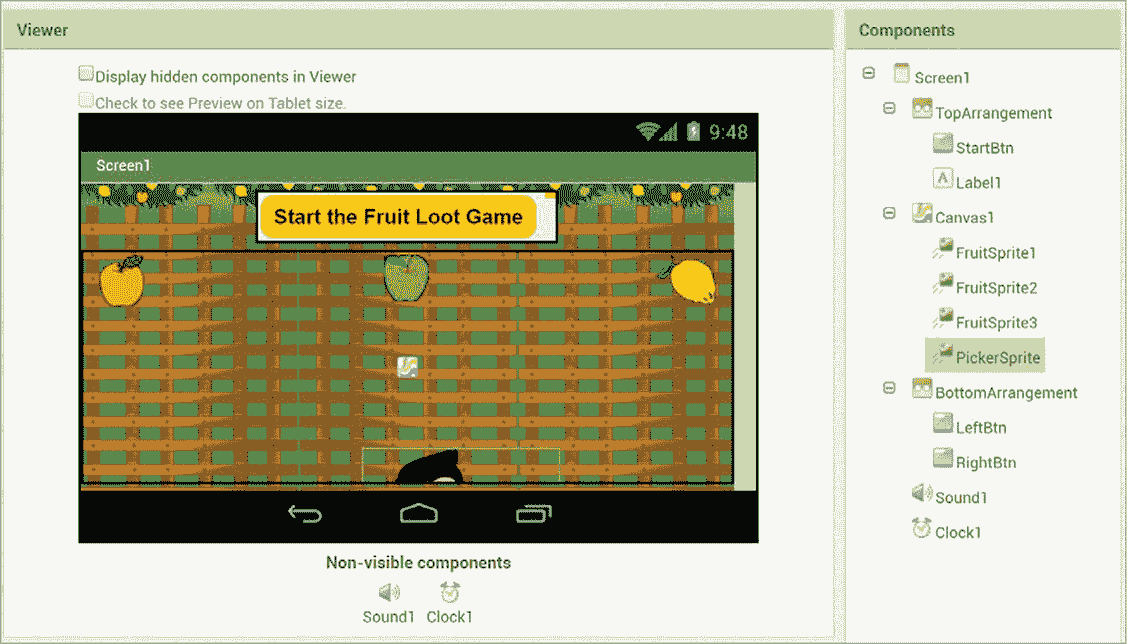 Viewer
Display hidden components in Viewer
Check to see Preview on Tablet size.
9:48
Screen1
Start the Fruit Loot Game
Non-visible components
Sound1 Clock1
Components
Screen1
TopArrangement
StartBtn
A Label1
Canvas1
FruitSprite1
FruitSprite2
FruitSprite3
PickerSprite
BottomArrangement
LeftBtn
RightBtn
Sound1
Clock1